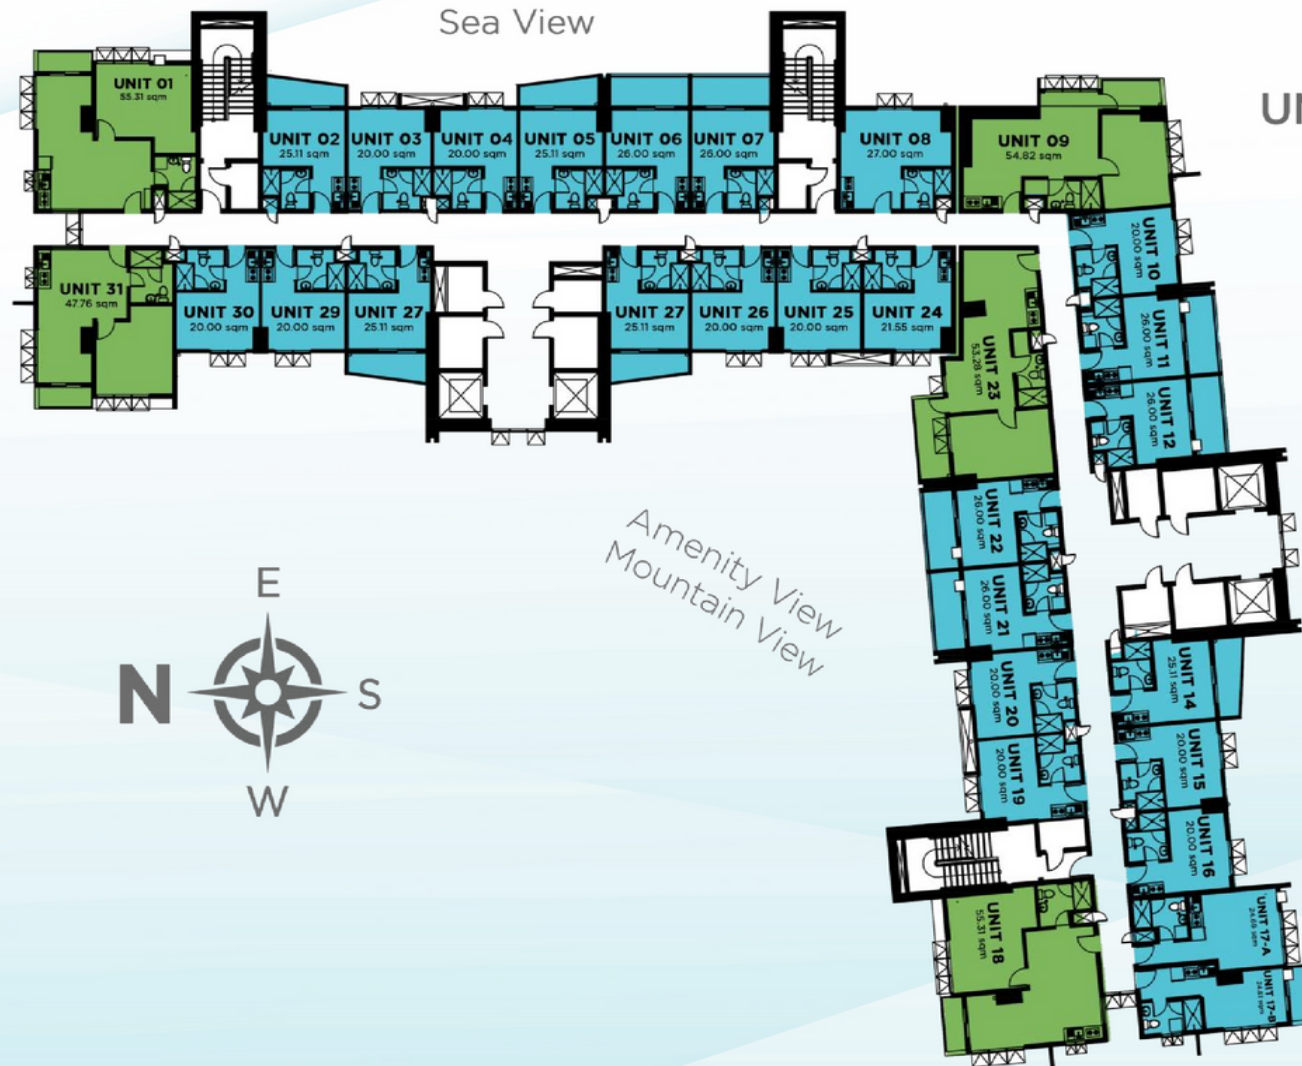 Sea View
UNIT 01
55.31 sqm
UNIT 02
25.11 sqm
UNIT 03
20.00 sqm
UNIT 04
20.00 sqm
UNIT 05
25.11 sqm
UNIT 06
26.00 sqm
UNIT 07
26.00 sqm
UNIT 08
27.00 sqm
UNIT 09
54.82 sqm
UNIT 10
20.00 sqm
UNIT 11
26.00 sqm
UNIT 12
26.00 sqm
UNIT 31
47.76 sqm
UNIT 30
20.00 sqm
UNIT 29
20.00 sqm
UNIT 27
25.11 sqm
UNIT 27
25.11 sqm
UNIT 26
20.00 sqm
UNIT 25
20.00 sqm
UNIT 24
21.55 sqm
UNIT 23
53.28 sqm
UNIT 22
26.00 sqm
UNIT 21
26.00 sqm
UNIT 20
20.00 sqm
UNIT 19
20.00 sqm
UNIT 14
25.11 sqm
UNIT 15
20.00 sqm
UNIT 16
20.00 sqm
UNIT 17-A
UNIT 17-B
UNIT 18
55.31 sqm
Amenity View
Mountain View
E
N
S
W